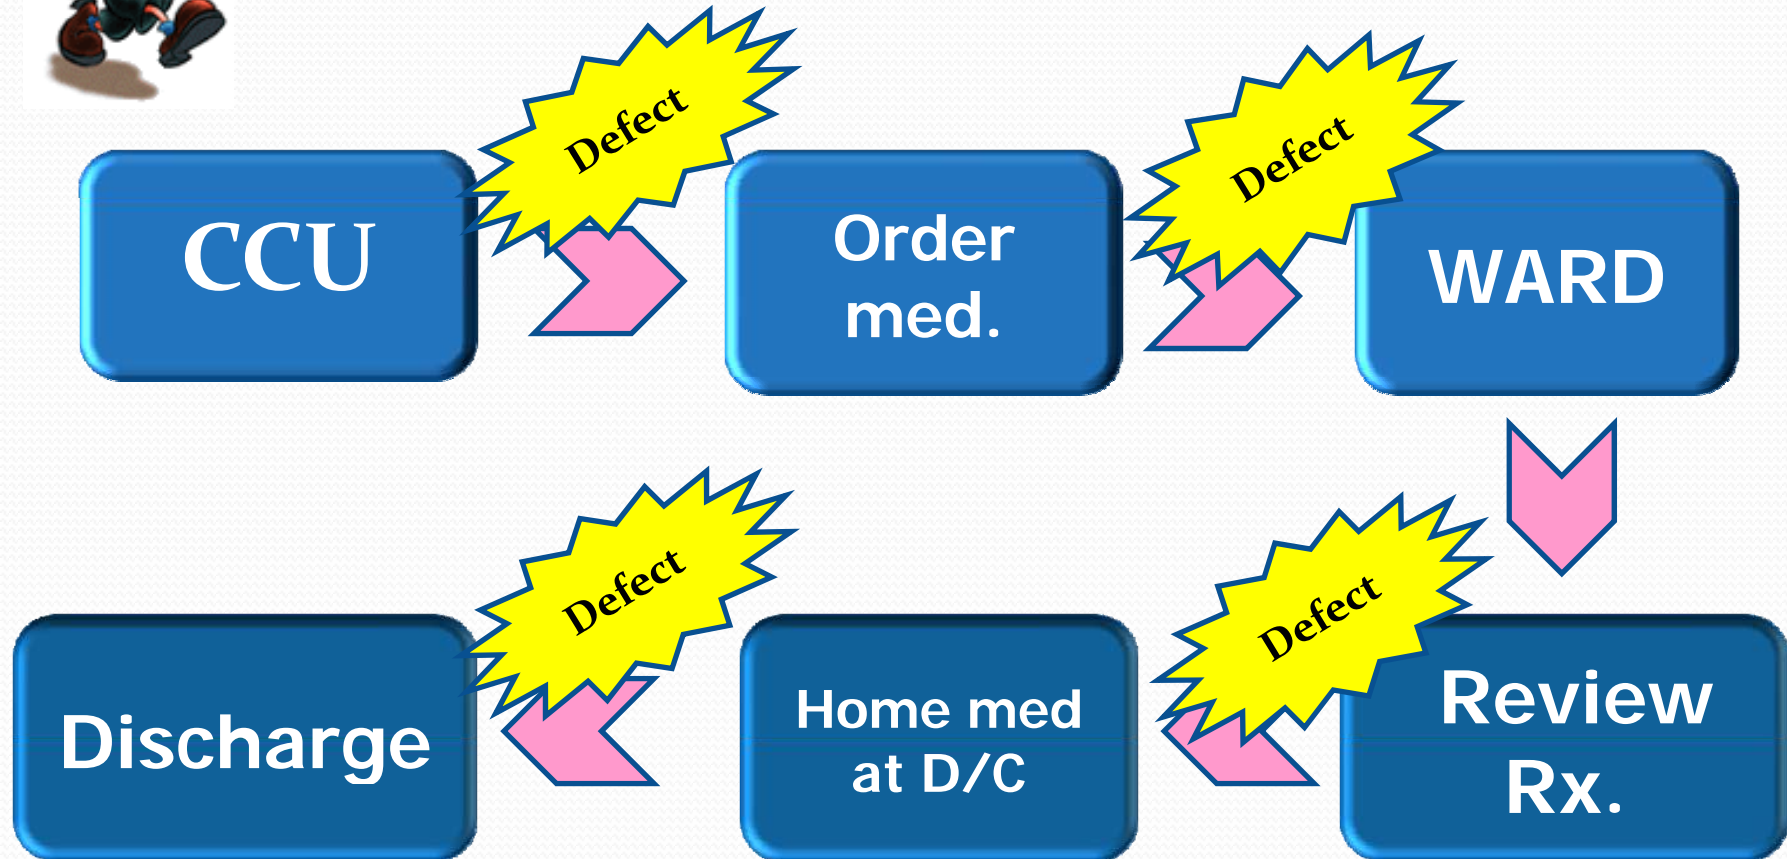 CCU
Defect
Order
med.
Defect
WARD
Defect
Review
Rx.
Home med
at D/C
Defect
Discharge